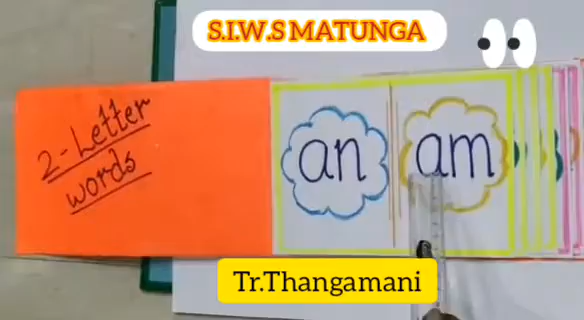 S.I.W.S MATUNGA
2-Letter
words
an
am
Tr.Thangamani